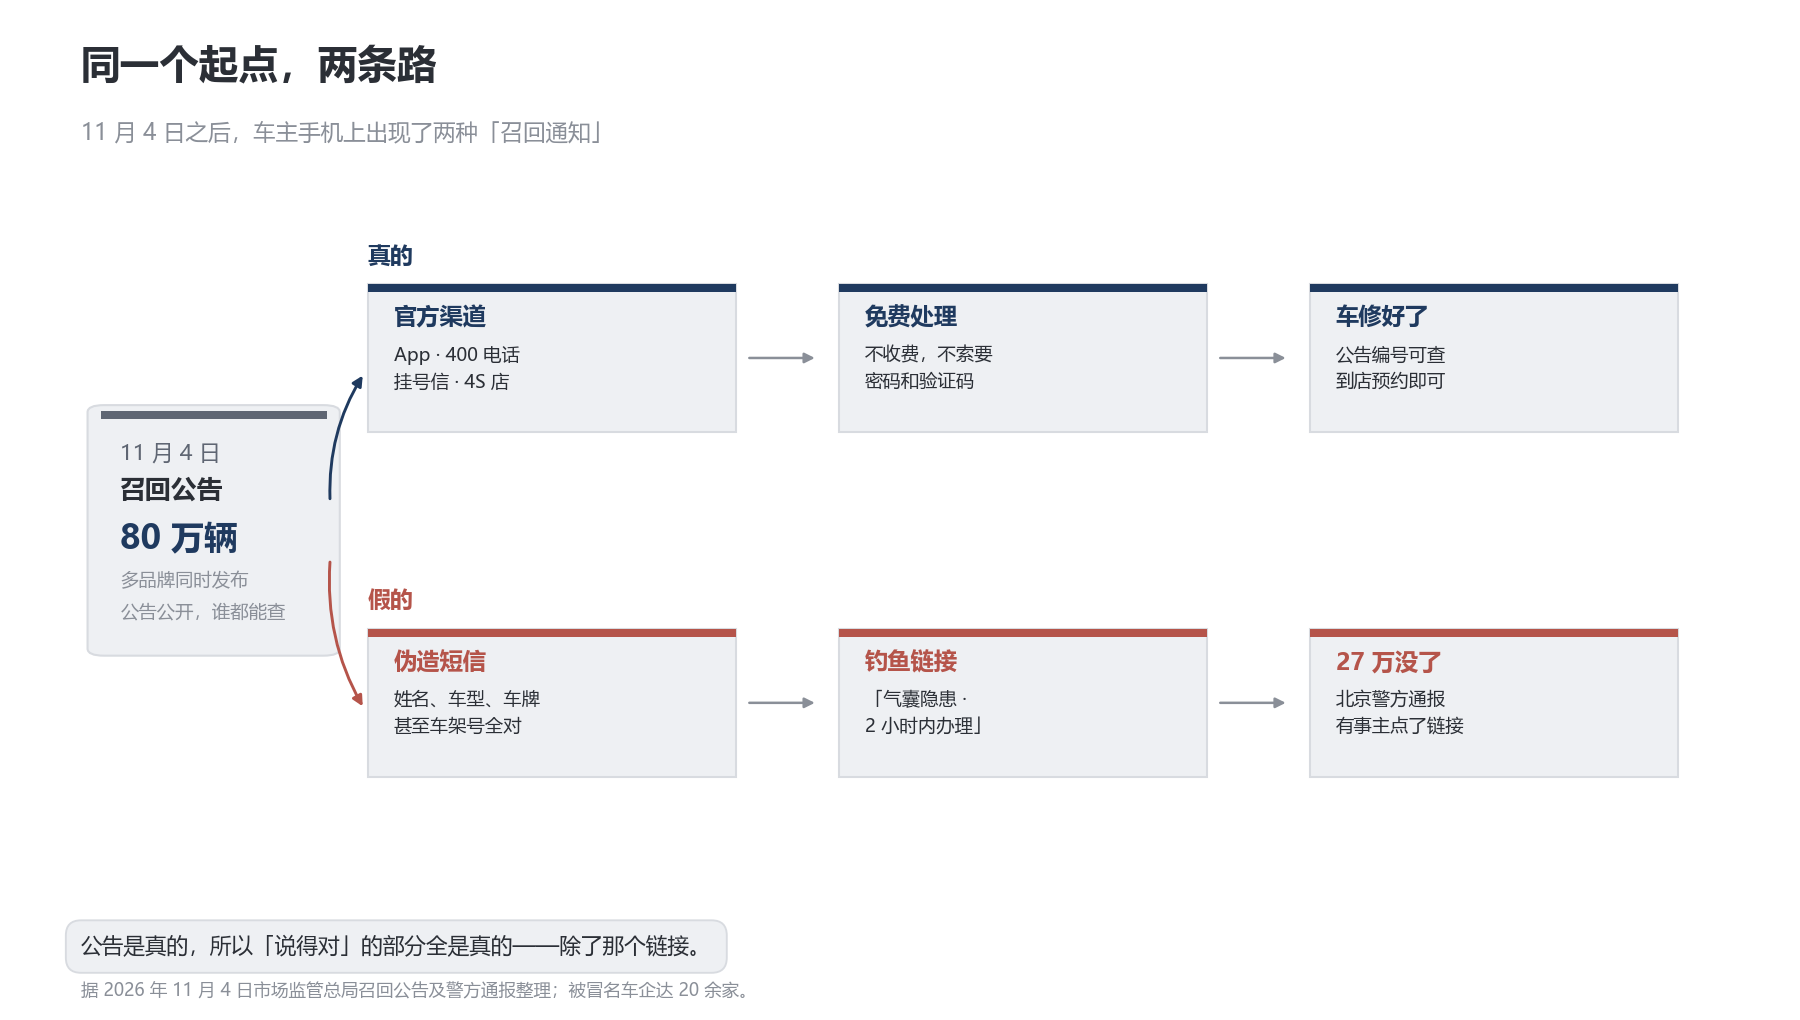 同一个起点，两条路
11 月 4 日之后，车主手机上出现了两种「召回通知」
11 月 4 日
召回公告
80 万辆
多品牌同时发布
公告公开，谁都能查
真的
官方渠道
App · 400 电话
挂号信 · 4S 店
免费处理
不收费，不索要
密码和验证码
车修好了
公告编号可查
到店预约即可
假的
伪造短信
姓名、车型、车牌
甚至车架号全对
钓鱼链接
「气囊隐患 ·
2 小时内办理」
27 万没了
北京警方通报
有事主点了链接
公告是真的，所以「说得对」的部分全是真的——除了那个链接。
据 2026 年 11 月 4 日市场监管总局召回公告及警方通报整理；被冒名车企达 20 余家。